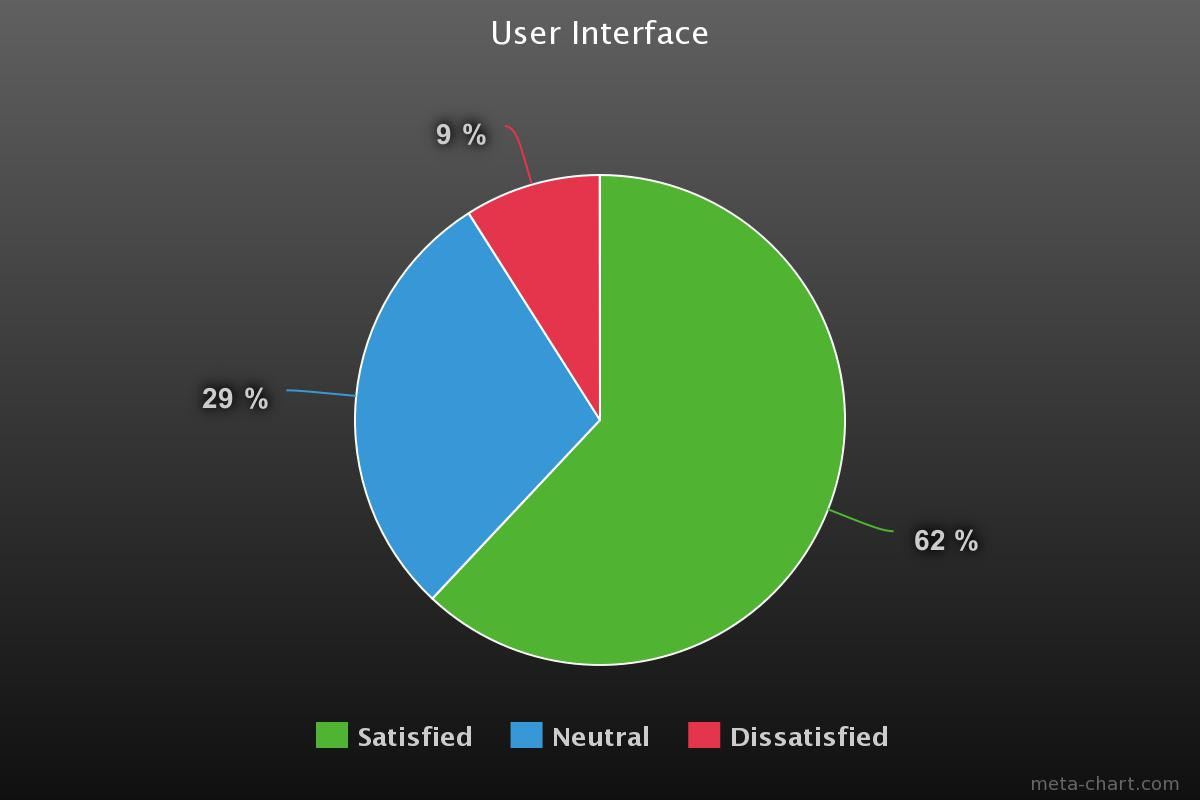 User Interface
9 %
29 %
62 %
Satisfied Neutral Dissatisfied
meta-chart.com